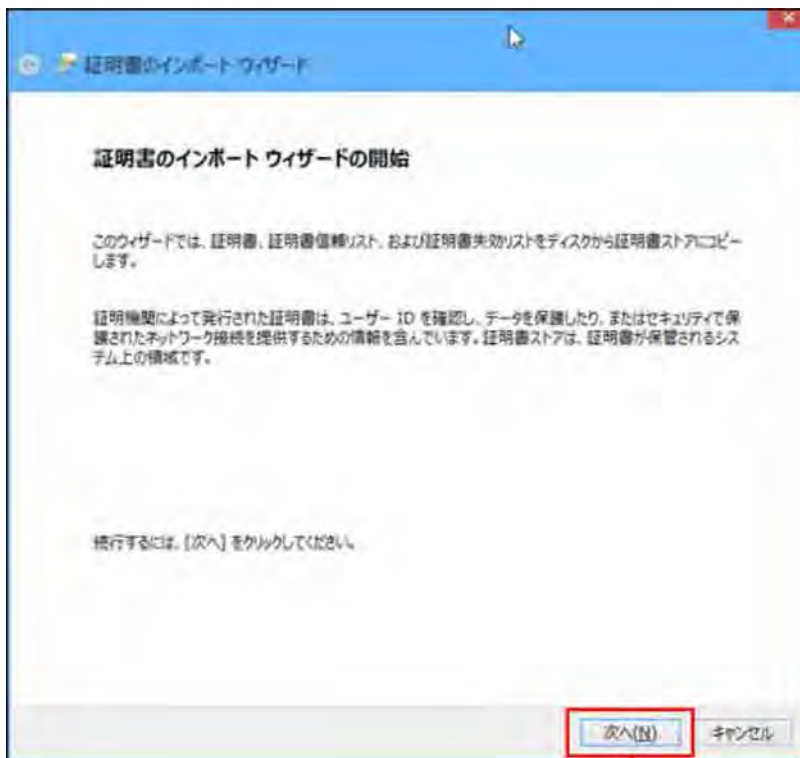 証明書のインポート ウィザード
証明書のインポート ウィザードの開始
このウィザードでは、証明書、証明書信頼リスト、および証明書失効リストをディスクから証明書ストアにコピー
します。
証明機関によって発行された証明書は、ユーザー ID を確認し、データを保護したり、またはセキュリティで保
護されたネットワーク接続を提供するための情報を含んでいます。証明書ストアは、証明書が保管されるシス
テム上の領域です。
続行するには、[次へ] をクリックしてください。
次へ(N) キャンセル